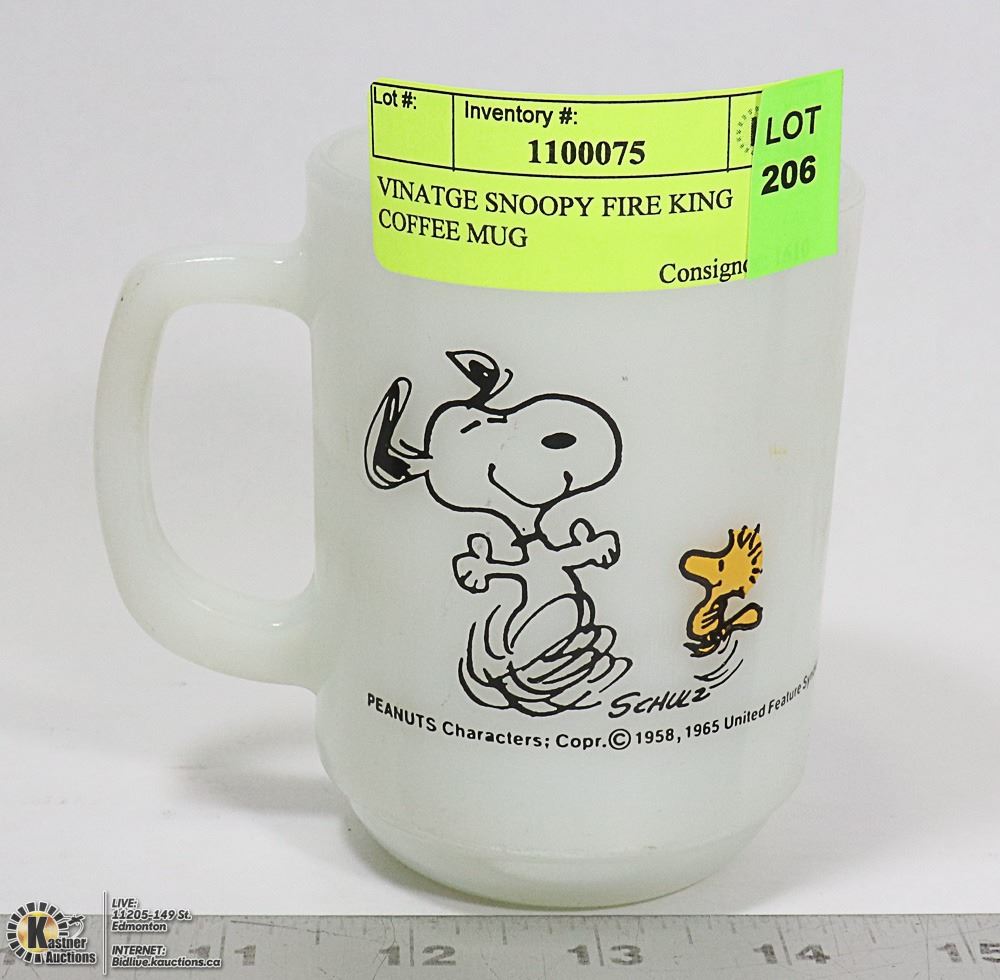 Lot #:
Inventory #:
1100075
LOT
206
VINATGE SNOOPY FIRE KING
COFFEE MUG
SCHULZ
PEANUTS Characters; Copr.© 1958, 1965 United Feature
Kastner
Auctions
LIVE:
11205-149 St.
Edmonton
INTERNET:
Bidlive.kauctions.ca
11 12 13 14 15